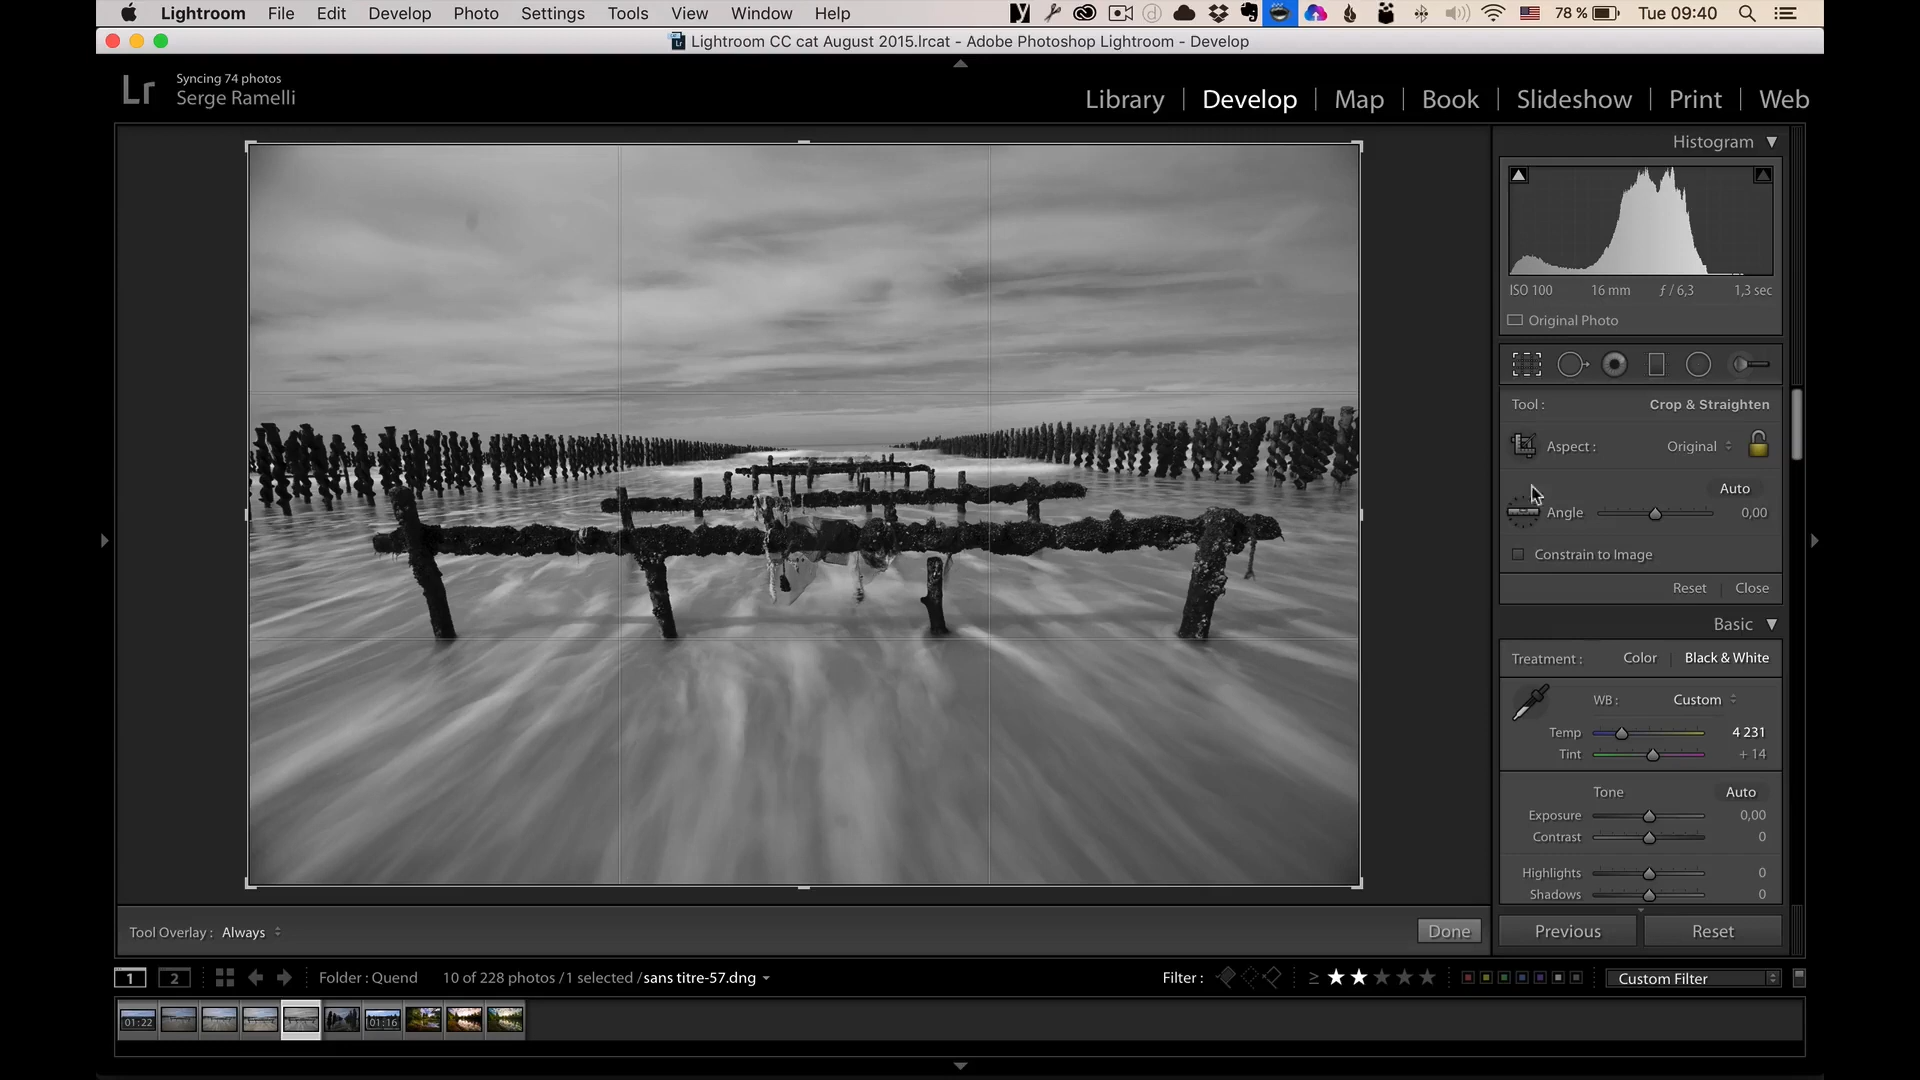 Lightroom File Edit Develop Photo Settings Tools View Window Help 78 % Tue 09:40
Lightroom CC cat August 2015.lrcat - Adobe Photoshop Lightroom - Develop
Lr Syncing 74 photos
Serge Ramelli
Library | Develop | Map | Book | Slideshow | Print | Web
Histogram
ISO 100 16 mm ƒ / 6,3 1,3 sec
Original Photo
Tool : Crop & Straighten
Aspect : Original
Auto
Angle 0,00
Constrain to Image
Reset Close
Basic
Treatment : Color Black & White
WB : Custom
Temp 4 231
Tint + 14
Tone Auto
Exposure 0,00
Contrast 0
Highlights 0
Shadows 0
Tool Overlay : Always Done Previous Reset
1 2 Folder : Quend 10 of 228 photos / 1 selected / sans titre-57.dng Filter : ≥ Custom Filter
01:22 01:16